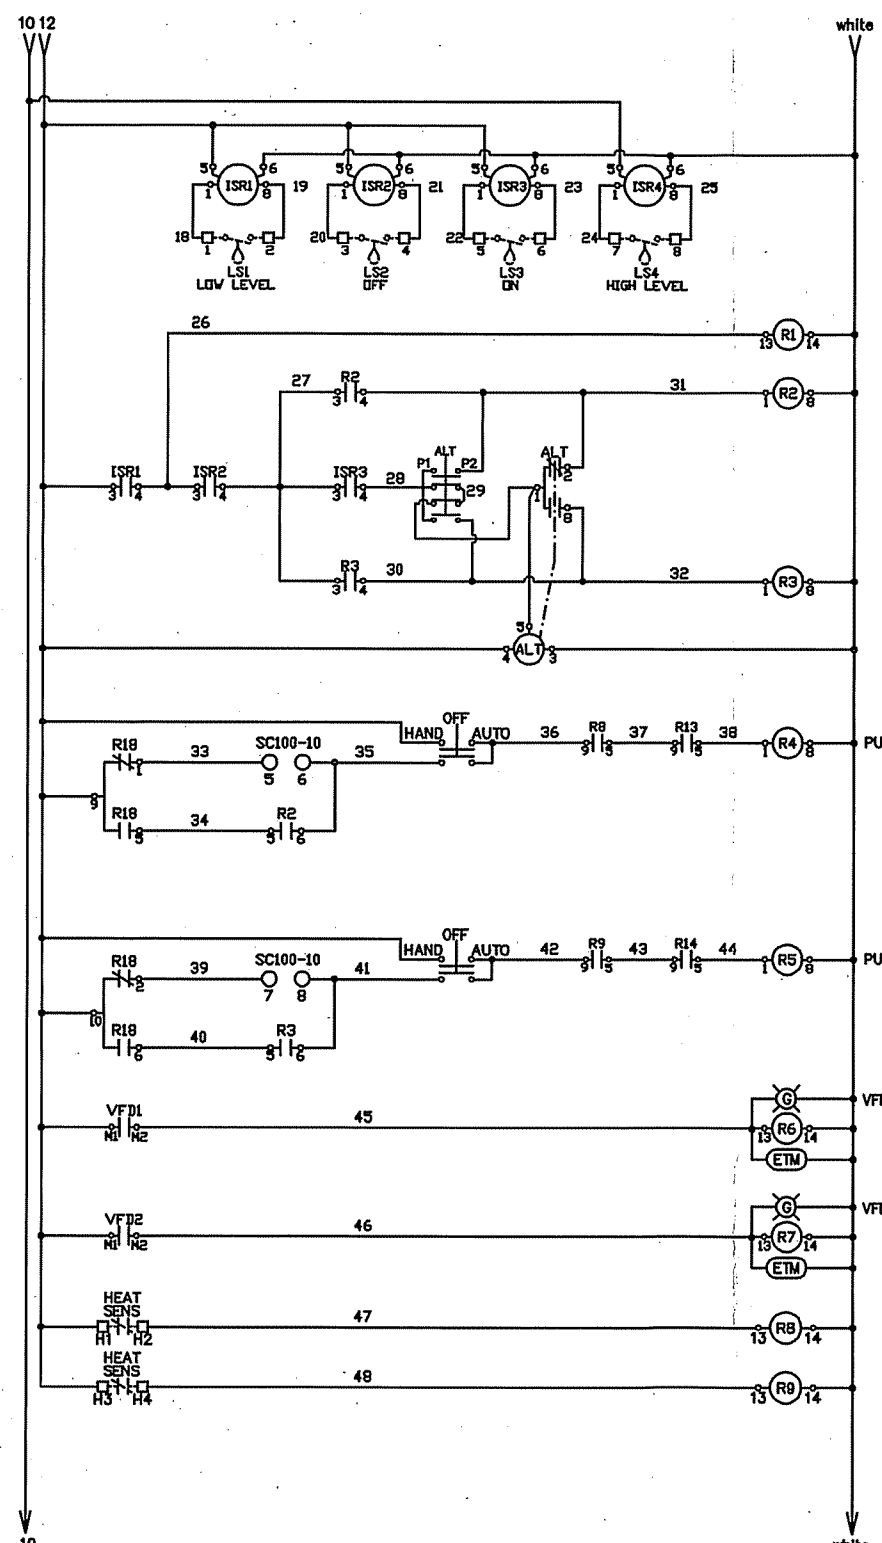 10 12 white
5 6 5 6 5 6 5 6
ISR1 19 ISR2 21 ISR3 23 ISR4 25
1 8 1 8 1 8 1 8
18 20 22 24
1 2 3 4 5 6 7 8
LS1 LS2 LS3 LS4
LOW LEVEL OFF ON HIGH LEVEL
26
R1
13 14
27 R2 31 R2
3 4 1 8
ALT ALT
P1 P2
2
ISR1 ISR2 ISR3 28 29 1
3 4 3 4 3 4
8
R3 30 32 R3
3 4 1 8
5
ALT
4 3
OFF
HAND AUTO 36 R8 37 R13 38 R4 PU
9 5 9 5 1 8
R18 33 SC100-10 35
1 5 6
9
R18 34 R2
5 5 6
OFF
HAND AUTO 42 R9 43 R14 44 R5 PU
9 5 9 5 1 8
R18 39 SC100-10 41
2 7 8
10
R18 40 R3
6 5 6
G VF
VFD1 45
M1 M2 13 R6 14
ETM
G VF
VFD2 46
M1 M2 13 R7 14
ETM
HEAT
SENS 47 R8
H1 H2 13 14
HEAT
SENS 48 R9
H3 H4 13 14